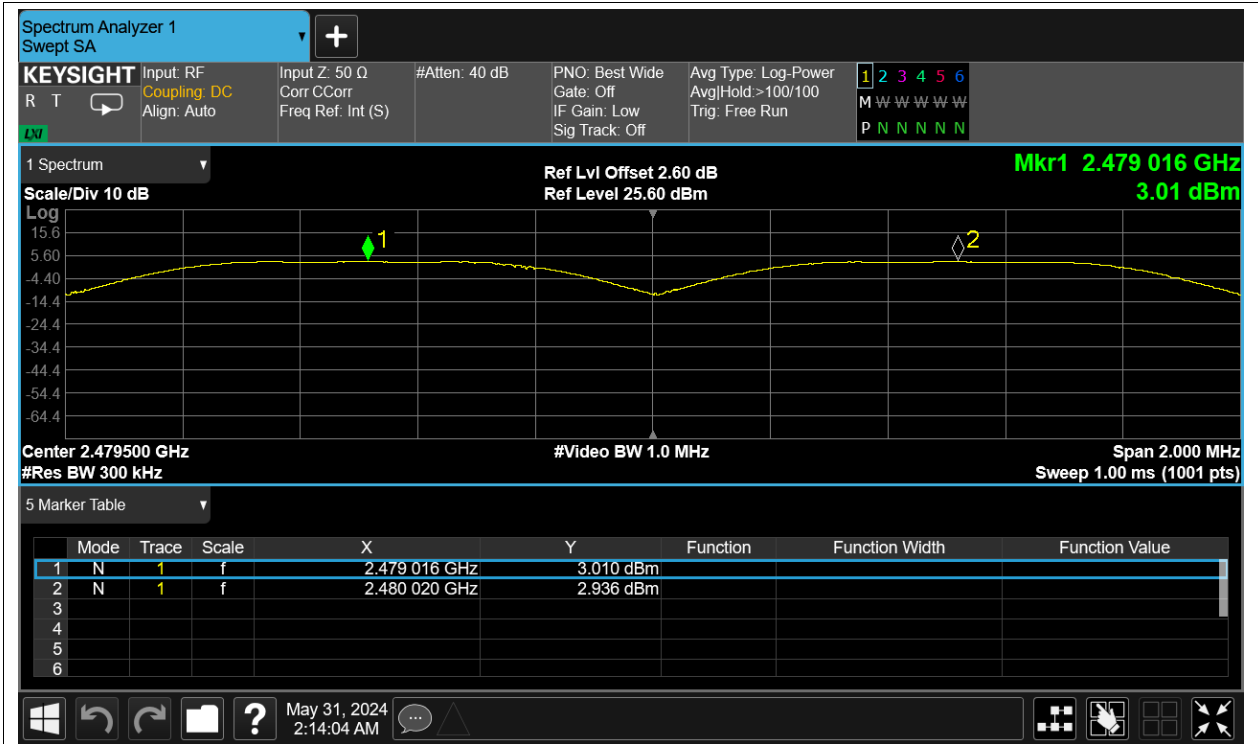 Spectrum Analyzer 1
Swept SA
KEYSIGHT
R T
LXI
Input: RF
Coupling: DC
Align: Auto
Input Z: 50 Ω
Corr CCorr
Freq Ref: Int (S)
#Atten: 40 dB
PNO: Best Wide
Gate: Off
IF Gain: Low
Sig Track: Off
Avg Type: Log-Power
Avg|Hold:>100/100
Trig: Free Run
1 2 3 4 5 6
M W W W W W
P N N N N N
1 Spectrum
Scale/Div 10 dB
Ref Lvl Offset 2.60 dB
Ref Level 25.60 dBm
Mkr1 2.479 016 GHz
3.01 dBm
Log
15.6
5.60
-4.40
-14.4
-24.4
-34.4
-44.4
-54.4
-64.4
1
2
Center 2.479500 GHz
#Video BW 1.0 MHz
Span 2.000 MHz
#Res BW 300 kHz
Sweep 1.00 ms (1001 pts)
5 Marker Table
Mode Trace Scale X Y Function Function Width Function Value
1 N 1 f 2.479 016 GHz 3.010 dBm
2 N 1 f 2.480 020 GHz 2.936 dBm
3
4
5
6
?
May 31, 2024
2:14:04 AM